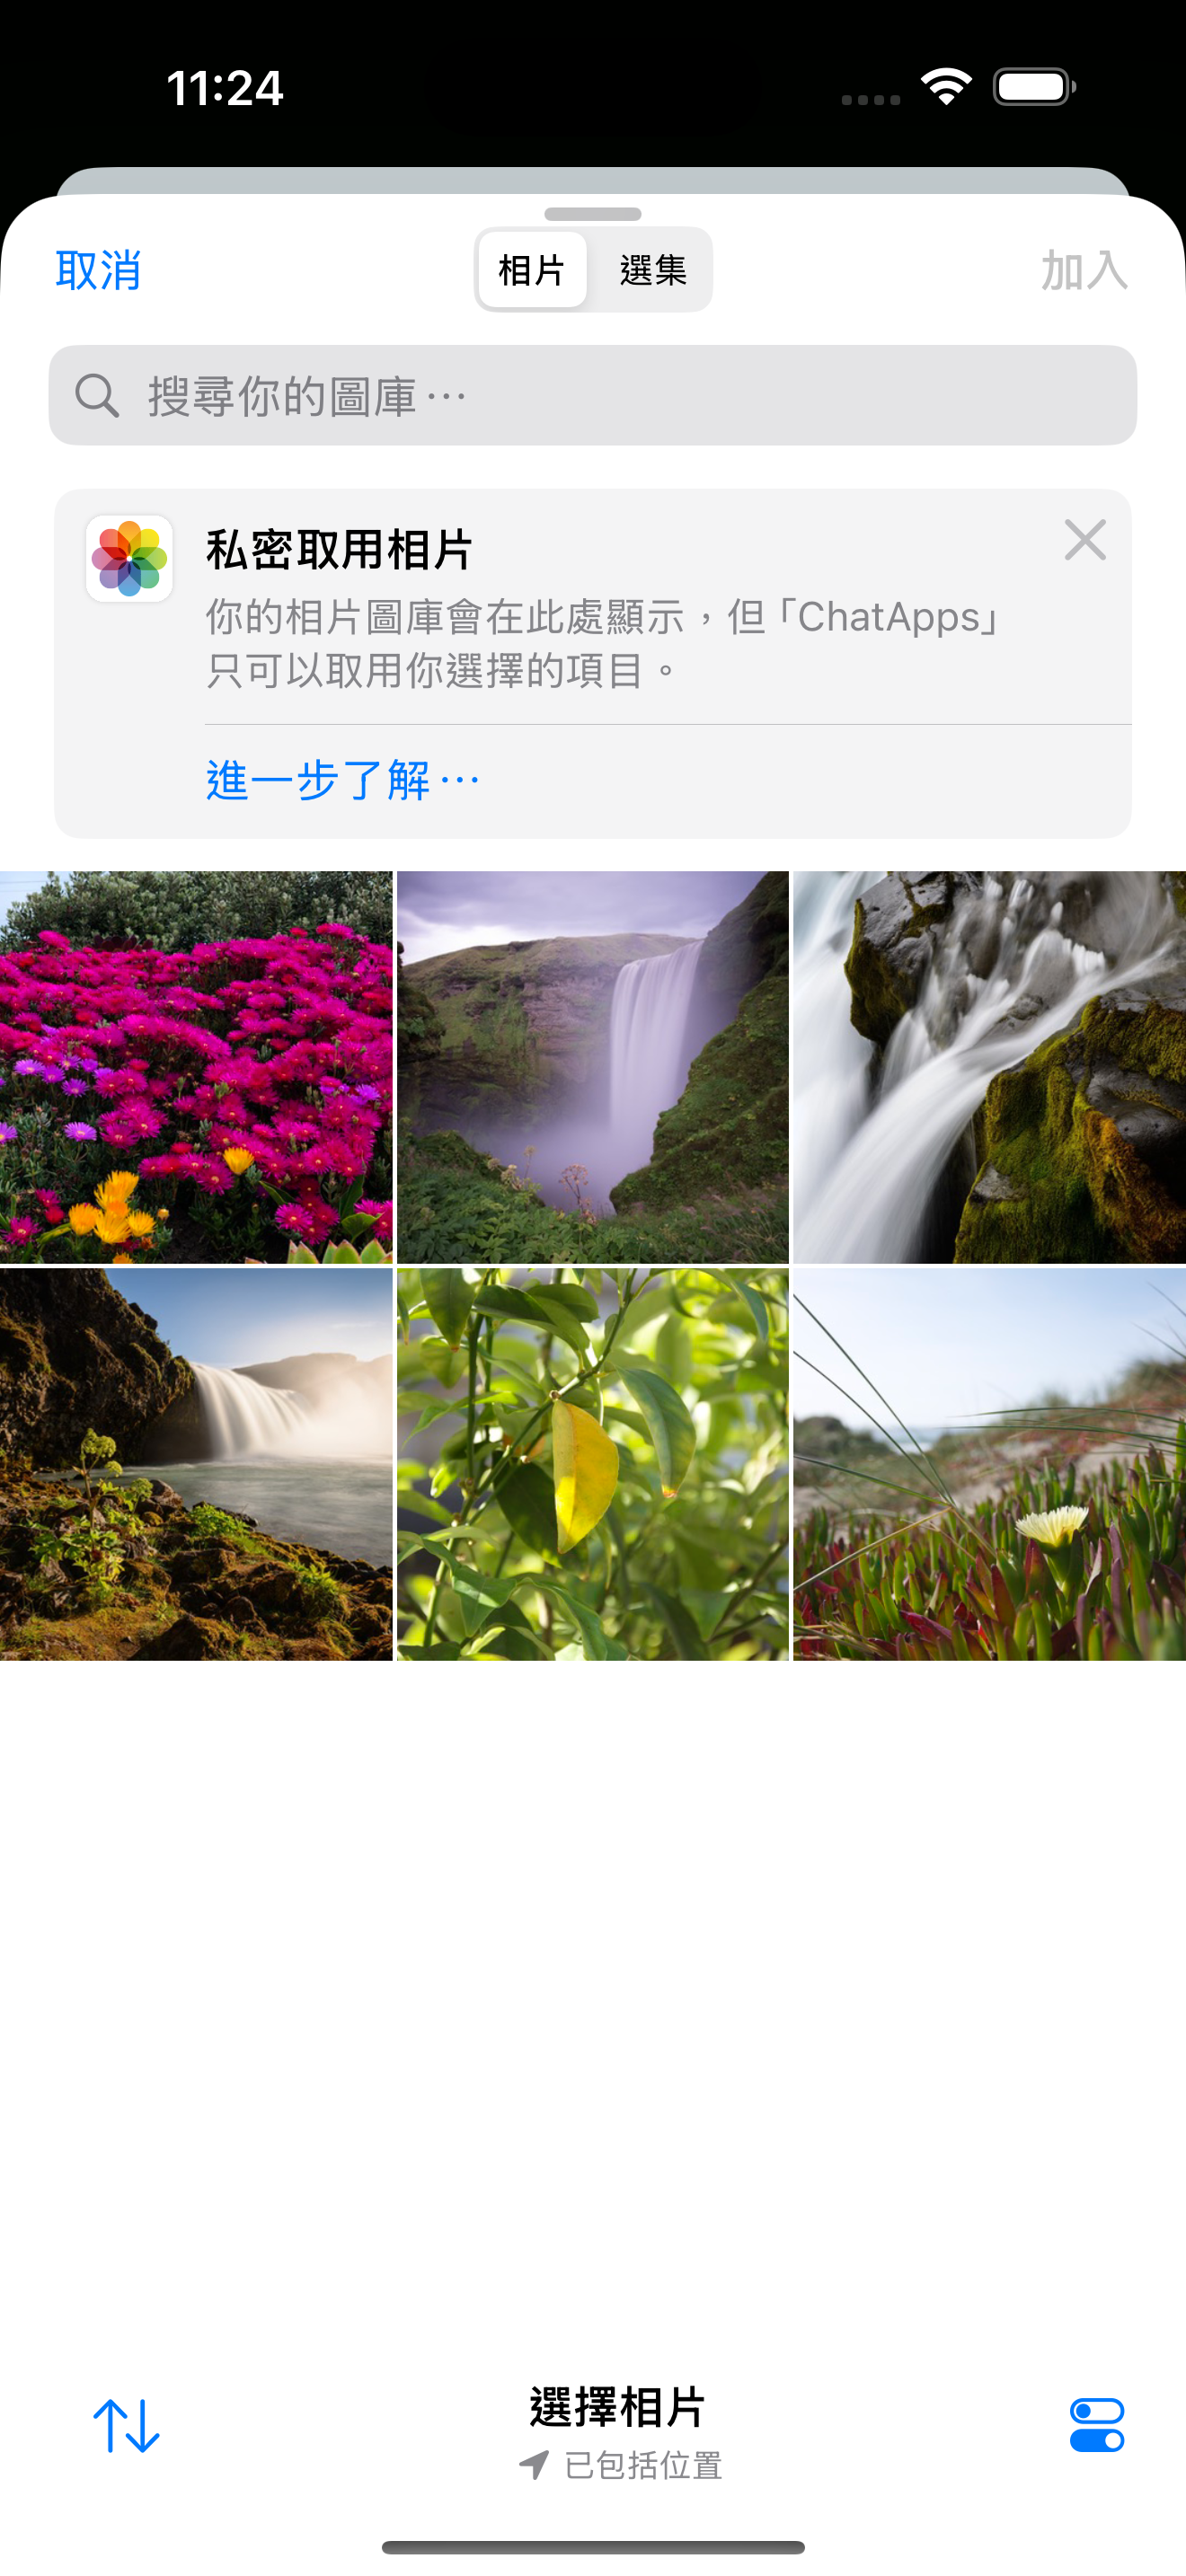 11:24
取消
相片
選集
加入
搜尋你的圖庫⋯
私密取用相片
你的相片圖庫會在此處顯示，但「ChatApps」
只可以取用你選擇的項目。
進一步了解⋯
選擇相片
已包括位置